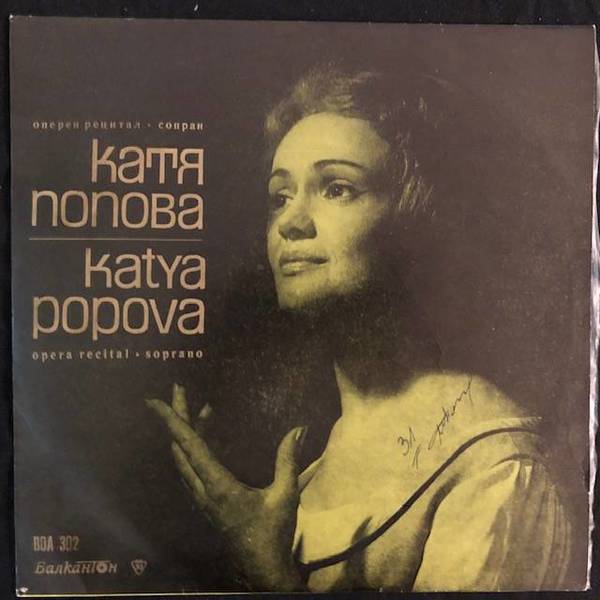 оперен рецитал • сопран
катя
попова
katya
popova
opera recital • soprano
ВОА 302
Балкантон